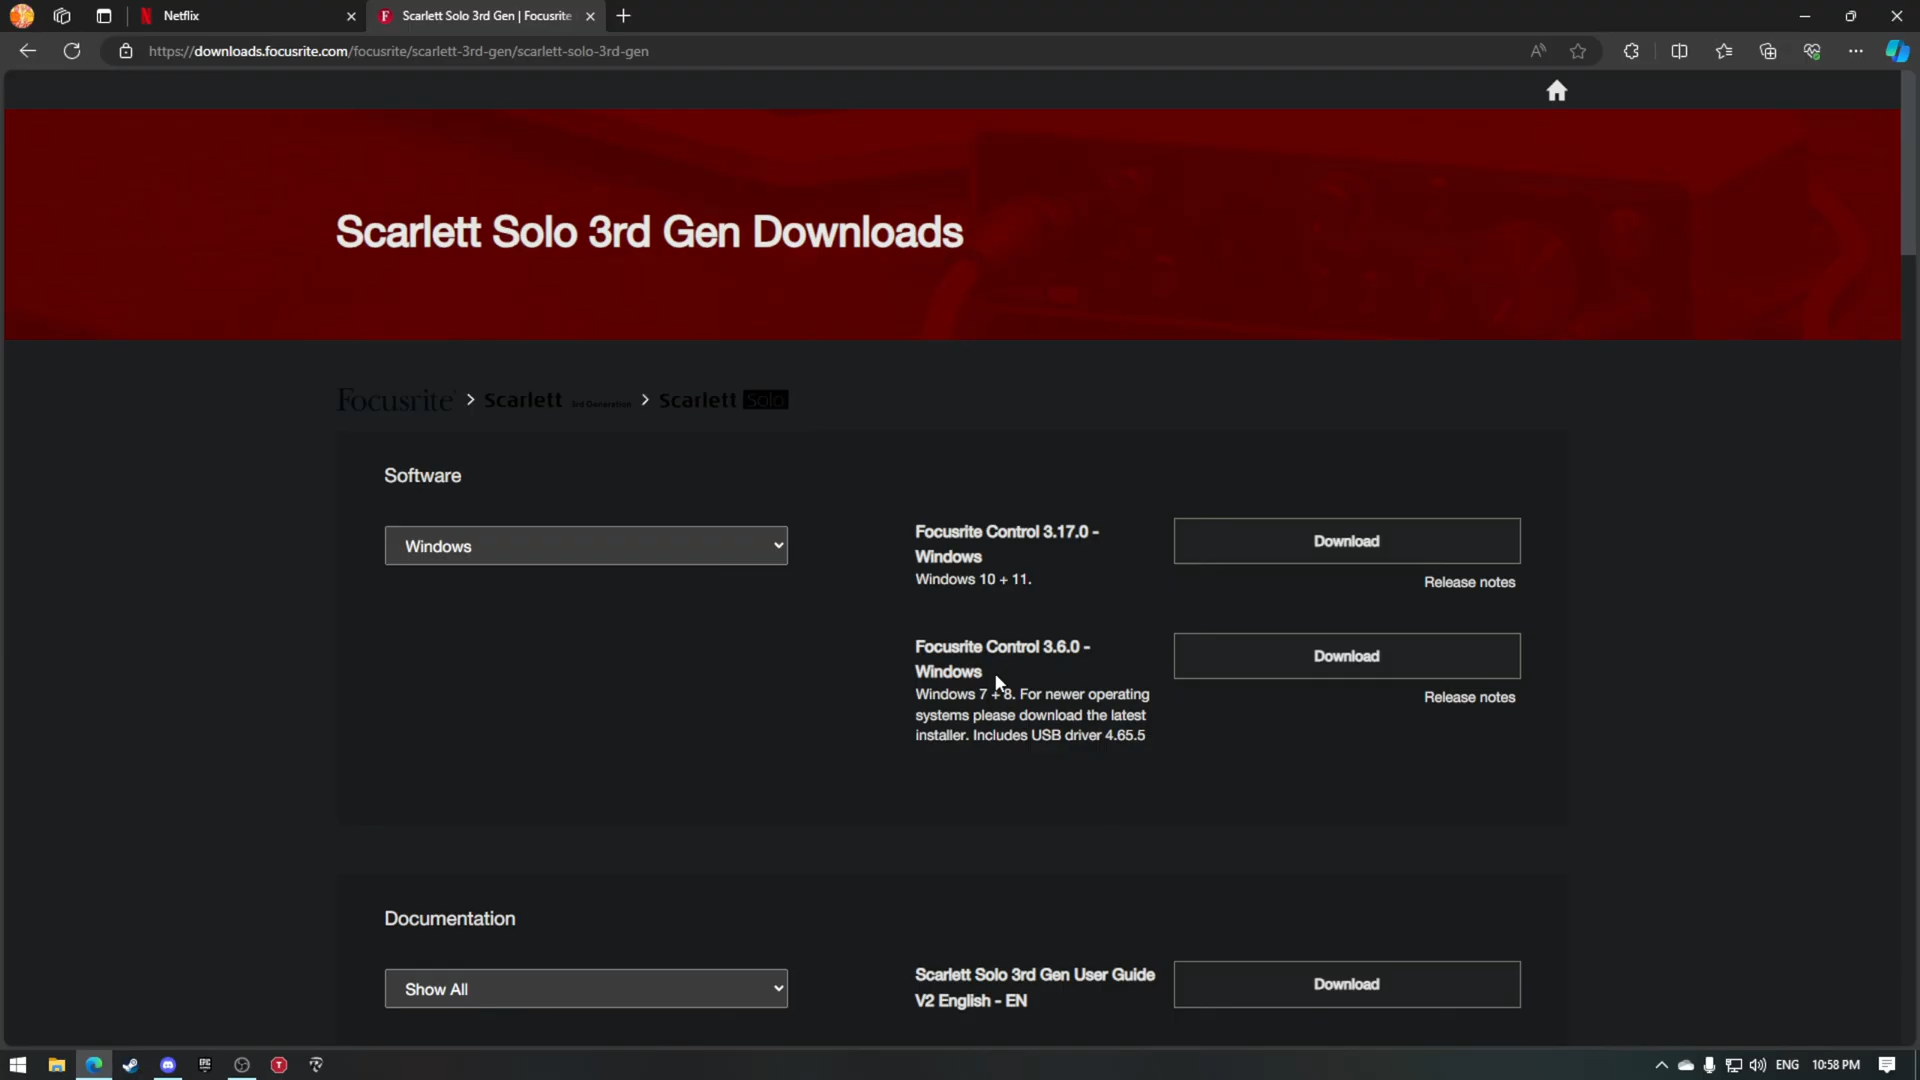 Netflix
Scarlett Solo 3rd Gen | Focusrite
https://downloads.focusrite.com/focusrite/scarlett-3rd-gen/scarlett-solo-3rd-gen
Scarlett Solo 3rd Gen Downloads
Focusrite > Scarlett 3rd Generation > Scarlett Solo
Software
Windows
Focusrite Control 3.17.0 -
Windows
Windows 10 + 11.
Download
Release notes
Focusrite Control 3.6.0 -
Windows
Windows 7 + 8. For newer operating
systems please download the latest
installer. Includes USB driver 4.65.5
Download
Release notes
Documentation
Show All
Scarlett Solo 3rd Gen User Guide
V2 English - EN
Download
EPIC
ENG
10:58 PM